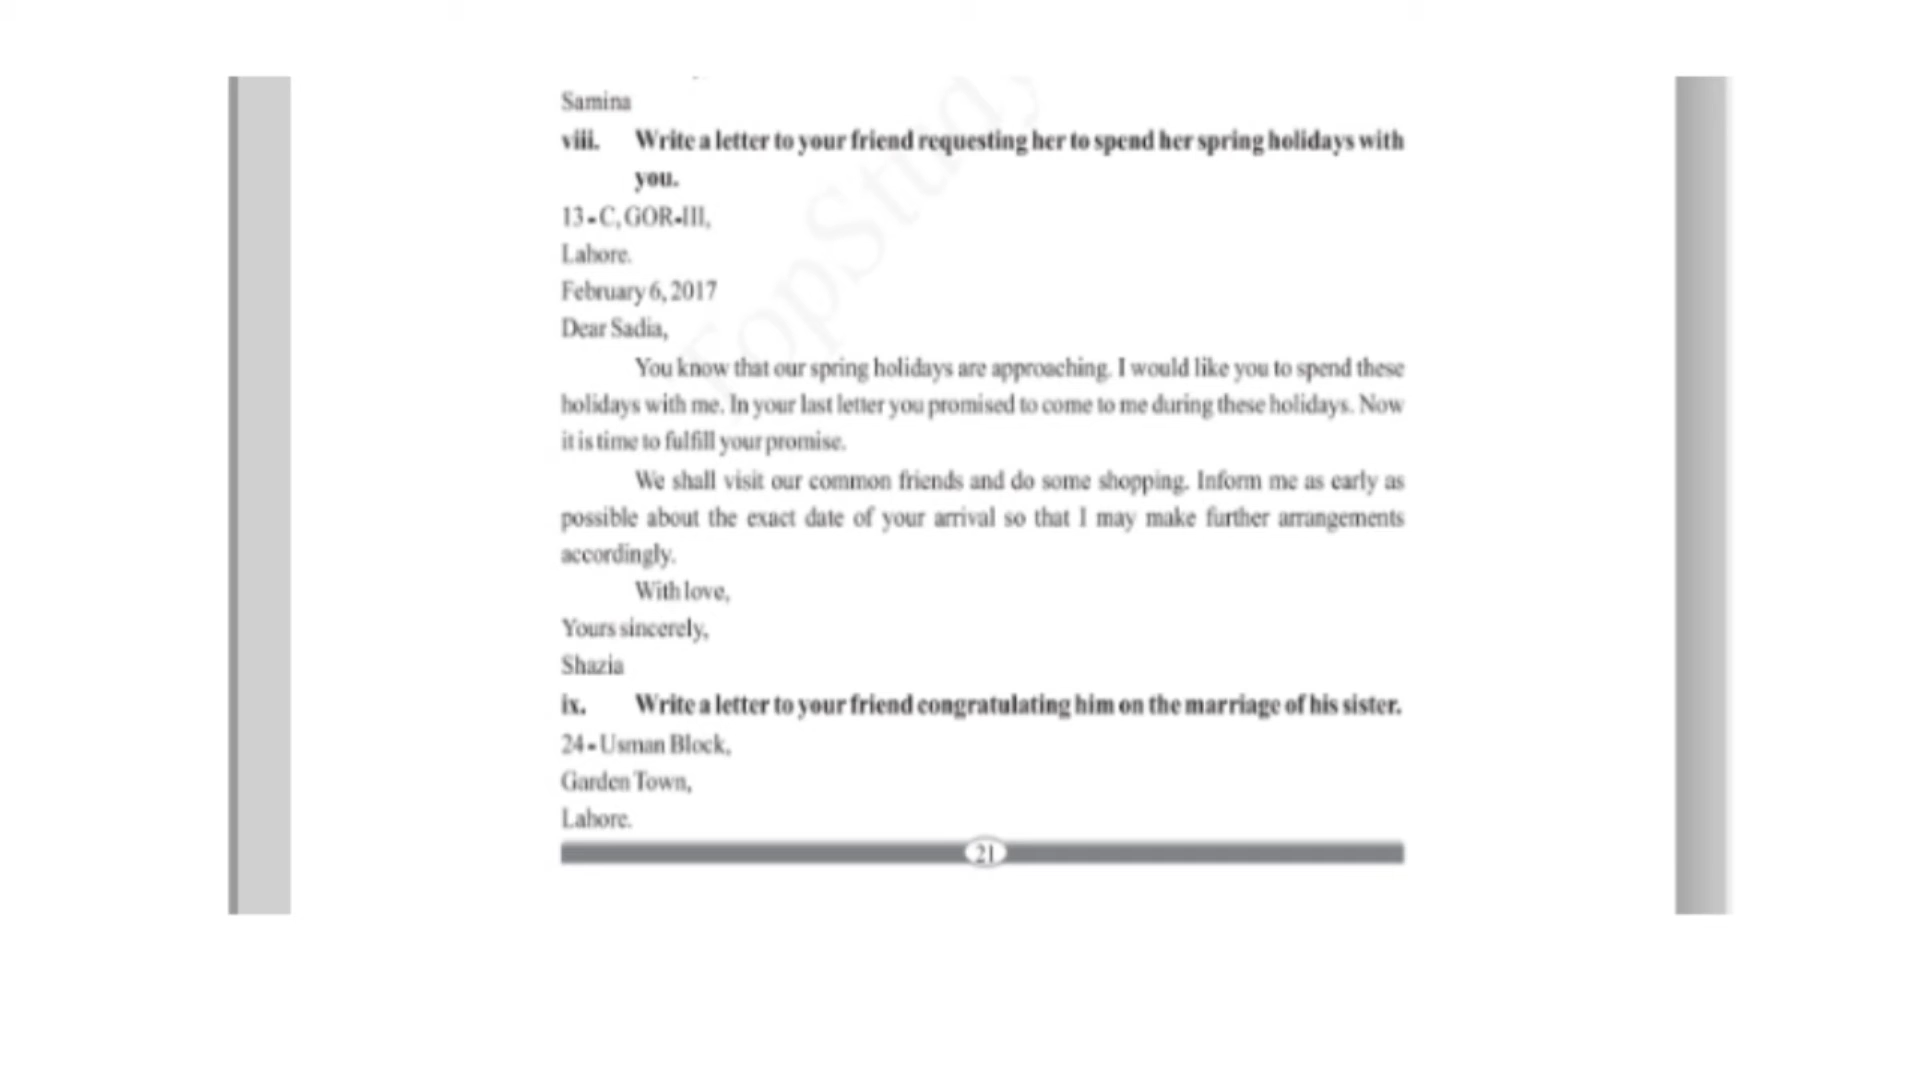 Samina
viii. Write a letter to your friend requesting her to spend her spring holidays with
you.
13-C, GOR-III,
Lahore.
February 6, 2017
Dear Sadia,
You know that our spring holidays are approaching. I would like you to spend these
holidays with me. In your last letter you promised to come to me during these holidays. Now
it is time to fulfill your promise.
We shall visit our common friends and do some shopping. Inform me as early as
possible about the exact date of your arrival so that I may make further arrangements
accordingly.
With love,
Yours sincerely,
Shazia
ix. Write a letter to your friend congratulating him on the marriage of his sister.
24-Usman Block,
Garden Town,
Lahore.
21
TopStudy